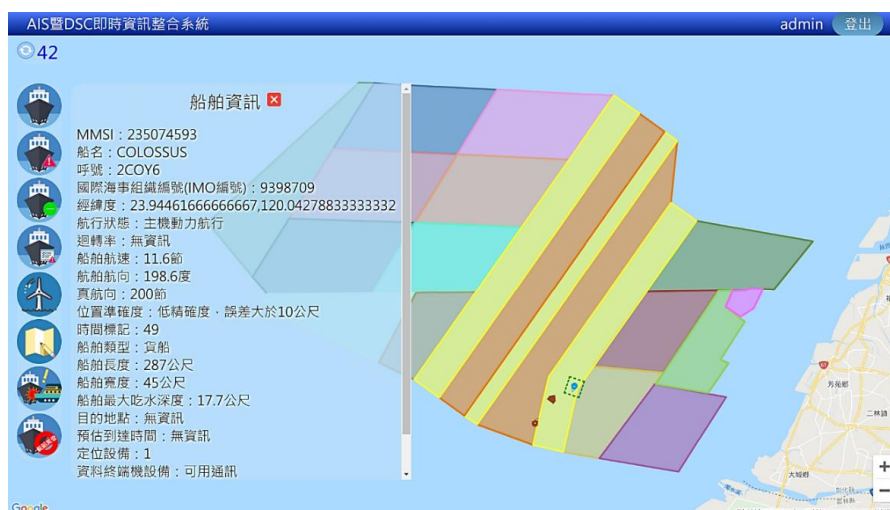 AIS暨DSC即時資訊整合系統
admin 登出
42
船舶資訊
MMSI：235074593
船名：COLOSSUS
呼號：2COY6
國際海事組織編號(IMO編號)：9398709
經緯度：23.94461666666667,120.04278833333332
航行狀態：主機動力航行
迴轉率：無資訊
船舶航速：11.6節
航舶航向：198.6度
真航向：200節
位置準確度：低精確度，誤差大於10公尺
時間標記：49
船舶類型：貨船
船舶長度：287公尺
船舶寬度：45公尺
船舶最大吃水深度：17.7公尺
目的地點：無資訊
預估到達時間：無資訊
定位設備：1
資料終端機設備：可用通訊
芳苑鄉
二林鎮
大城鄉
+
−
Google